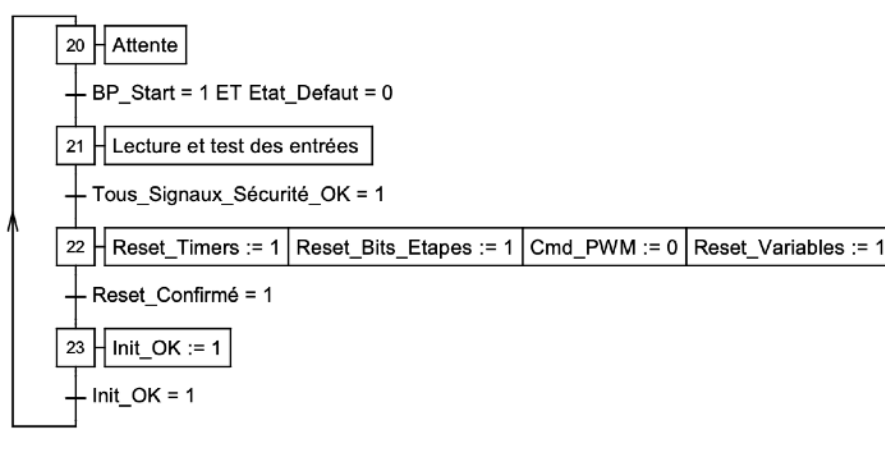 20 Attente
BP_Start = 1 ET Etat_Defaut = 0
21 Lecture et test des entrées
Tous_Signaux_Sécurité_OK = 1
22 Reset_Timers := 1 Reset_Bits_Etapes := 1 Cmd_PWM := 0 Reset_Variables := 1
Reset_Confirmé = 1
23 Init_OK := 1
Init_OK = 1